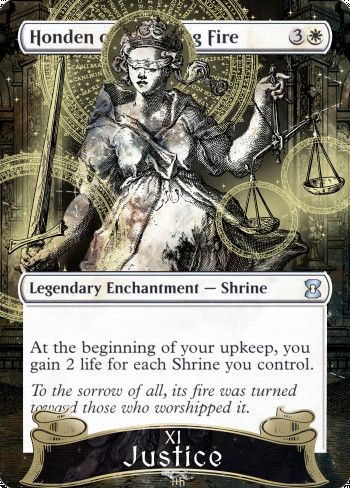 Honden o g Fire 3
Legendary Enchantment — Shrine
At the beginning of your upkeep, you
gain 2 life for each Shrine you control.
To the sorrow of all, its fire was turned
toward those who worshipped it.
XI
Justice